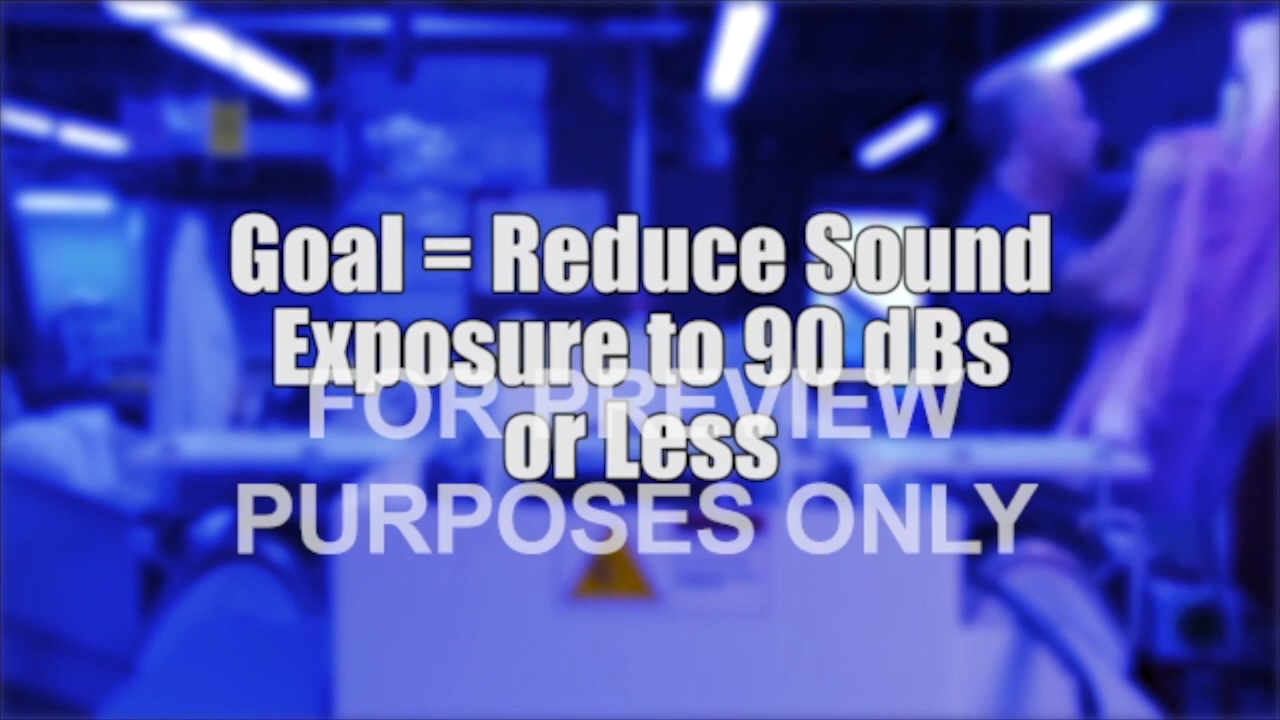 Goal = Reduce Sound
Exposure to 90 dBs
FOR PREVIEW
or Less
PURPOSES ONLY